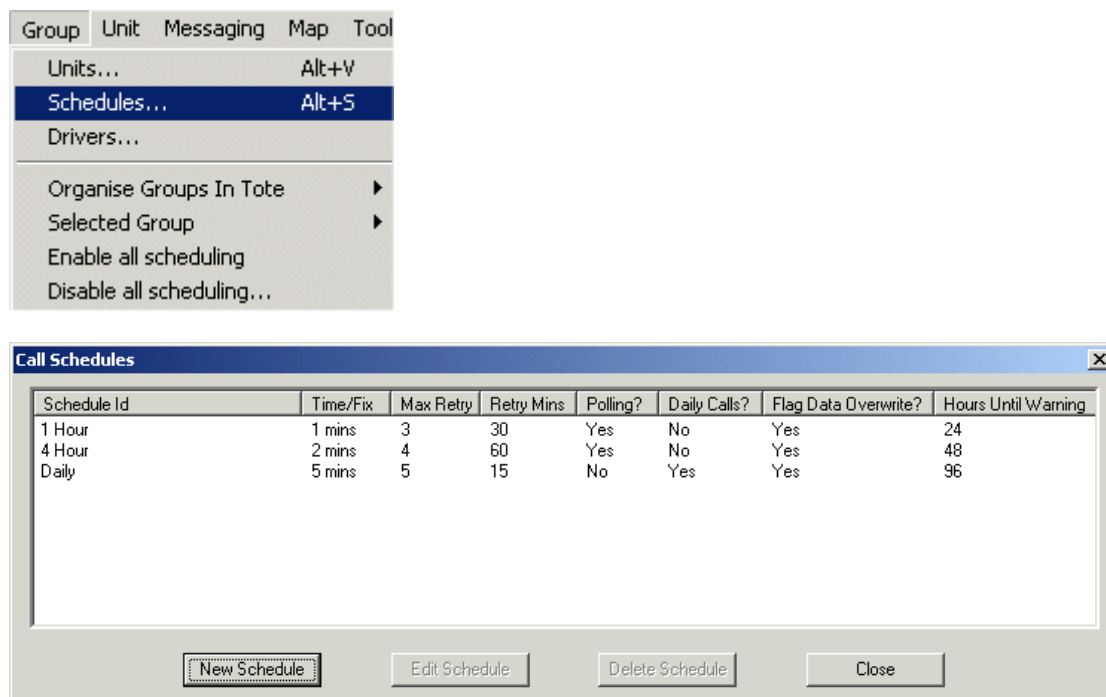 Group Unit Messaging Map Tool
Units... Alt+V
Schedules... Alt+S
Drivers...
Organise Groups In Tote
Selected Group
Enable all scheduling
Disable all scheduling...
Call Schedules
Schedule Id Time/Fix Max Retry Retry Mins Polling? Daily Calls? Flag Data Overwrite? Hours Until Warning
1 Hour 1 mins 3 30 Yes No Yes 24
4 Hour 2 mins 4 60 Yes No Yes 48
Daily 5 mins 5 15 No Yes Yes 96
New Schedule Edit Schedule Delete Schedule Close